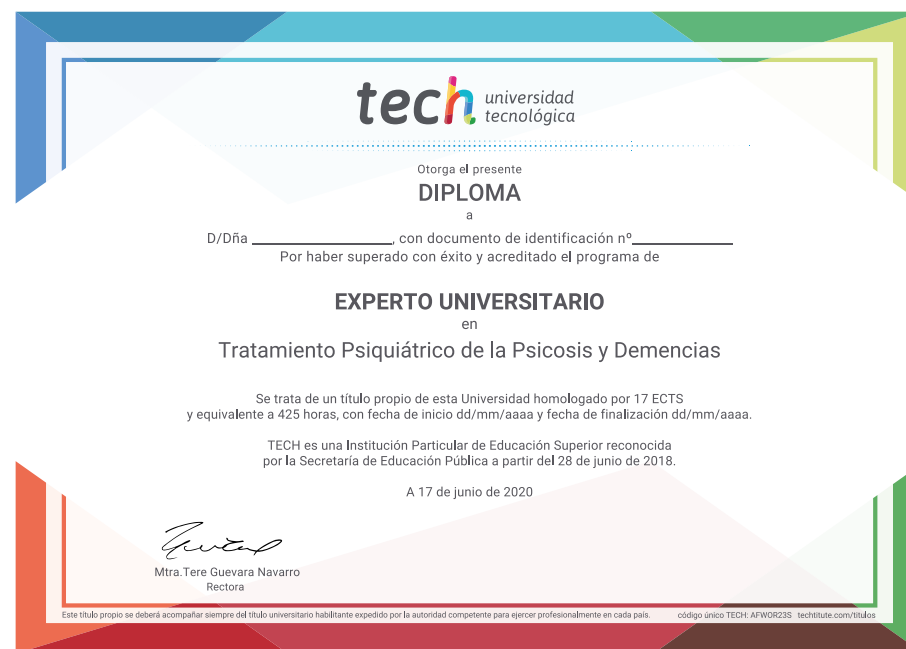 tech universidad
tecnológica
Otorga el presente
DIPLOMA
a
D/Dña ____________________, con documento de identificación nº______________
Por haber superado con éxito y acreditado el programa de
EXPERTO UNIVERSITARIO
en
Tratamiento Psiquiátrico de la Psicosis y Demencias
Se trata de un título propio de esta Universidad homologado por 17 ECTS
y equivalente a 425 horas, con fecha de inicio dd/mm/aaaa y fecha de finalización dd/mm/aaaa.
TECH es una Institución Particular de Educación Superior reconocida
por la Secretaría de Educación Pública a partir del 28 de junio de 2018.
A 17 de junio de 2020
Mtra.Tere Guevara Navarro
Rectora
Este título propio se deberá acompañar siempre del título universitario habilitante expedido por la autoridad competente para ejercer profesionalmente en cada país. código único TECH: AFWOR23S techtitute.com/titulos